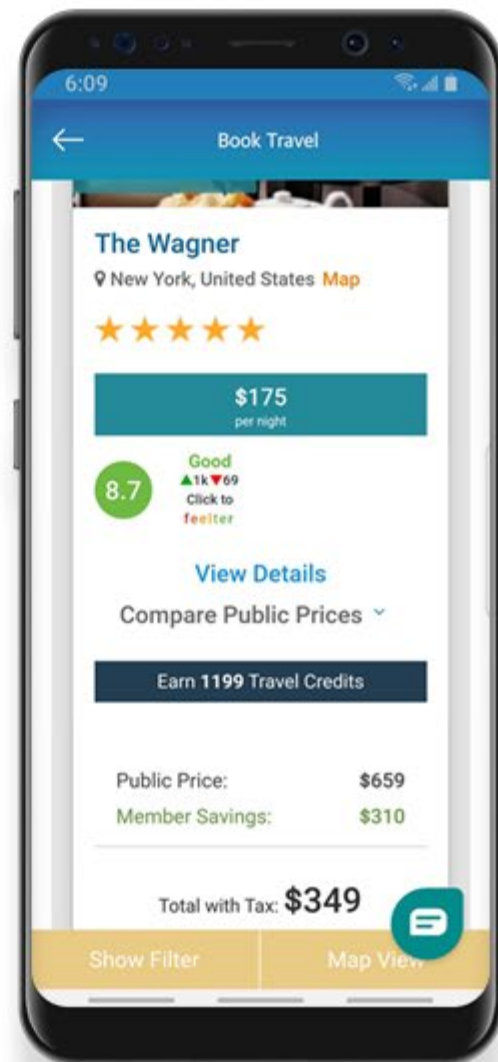 6:09
Book Travel
The Wagner
New York, United States Map
$175
per night
8.7
Good
▲1k▼69
Click to
feelter
View Details
Compare Public Prices
Earn 1199 Travel Credits
Public Price: $659
Member Savings: $310
Total with Tax: $349
Show Filter Map View